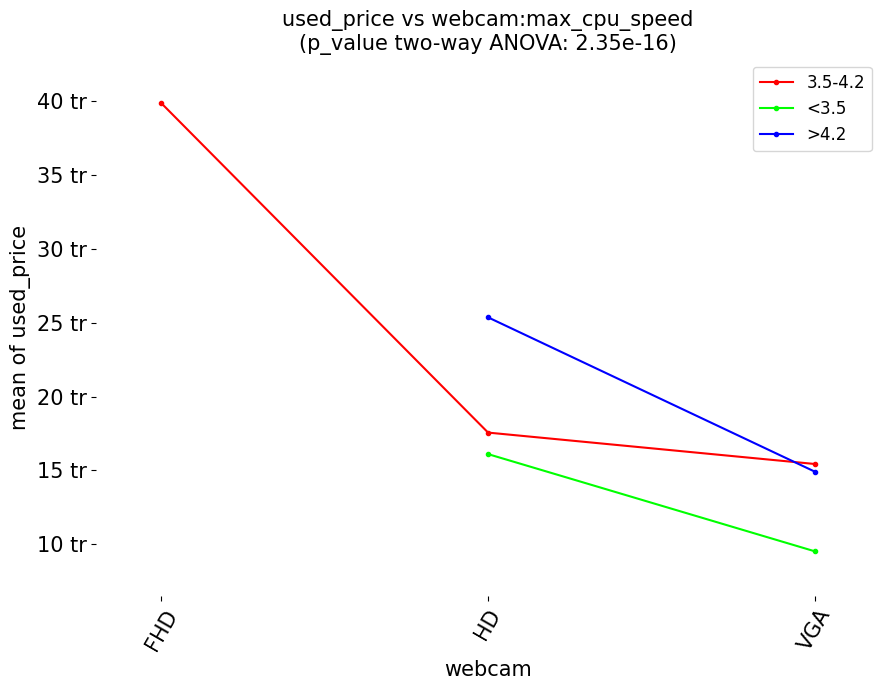 used_price vs webcam:max_cpu_speed
(p_value two-way ANOVA: 2.35e-16)
3.5-4.2
<3.5
>4.2
40 tr
35 tr
30 tr
25 tr
20 tr
15 tr
10 tr
mean of used_price
FHD
HD
VGA
webcam